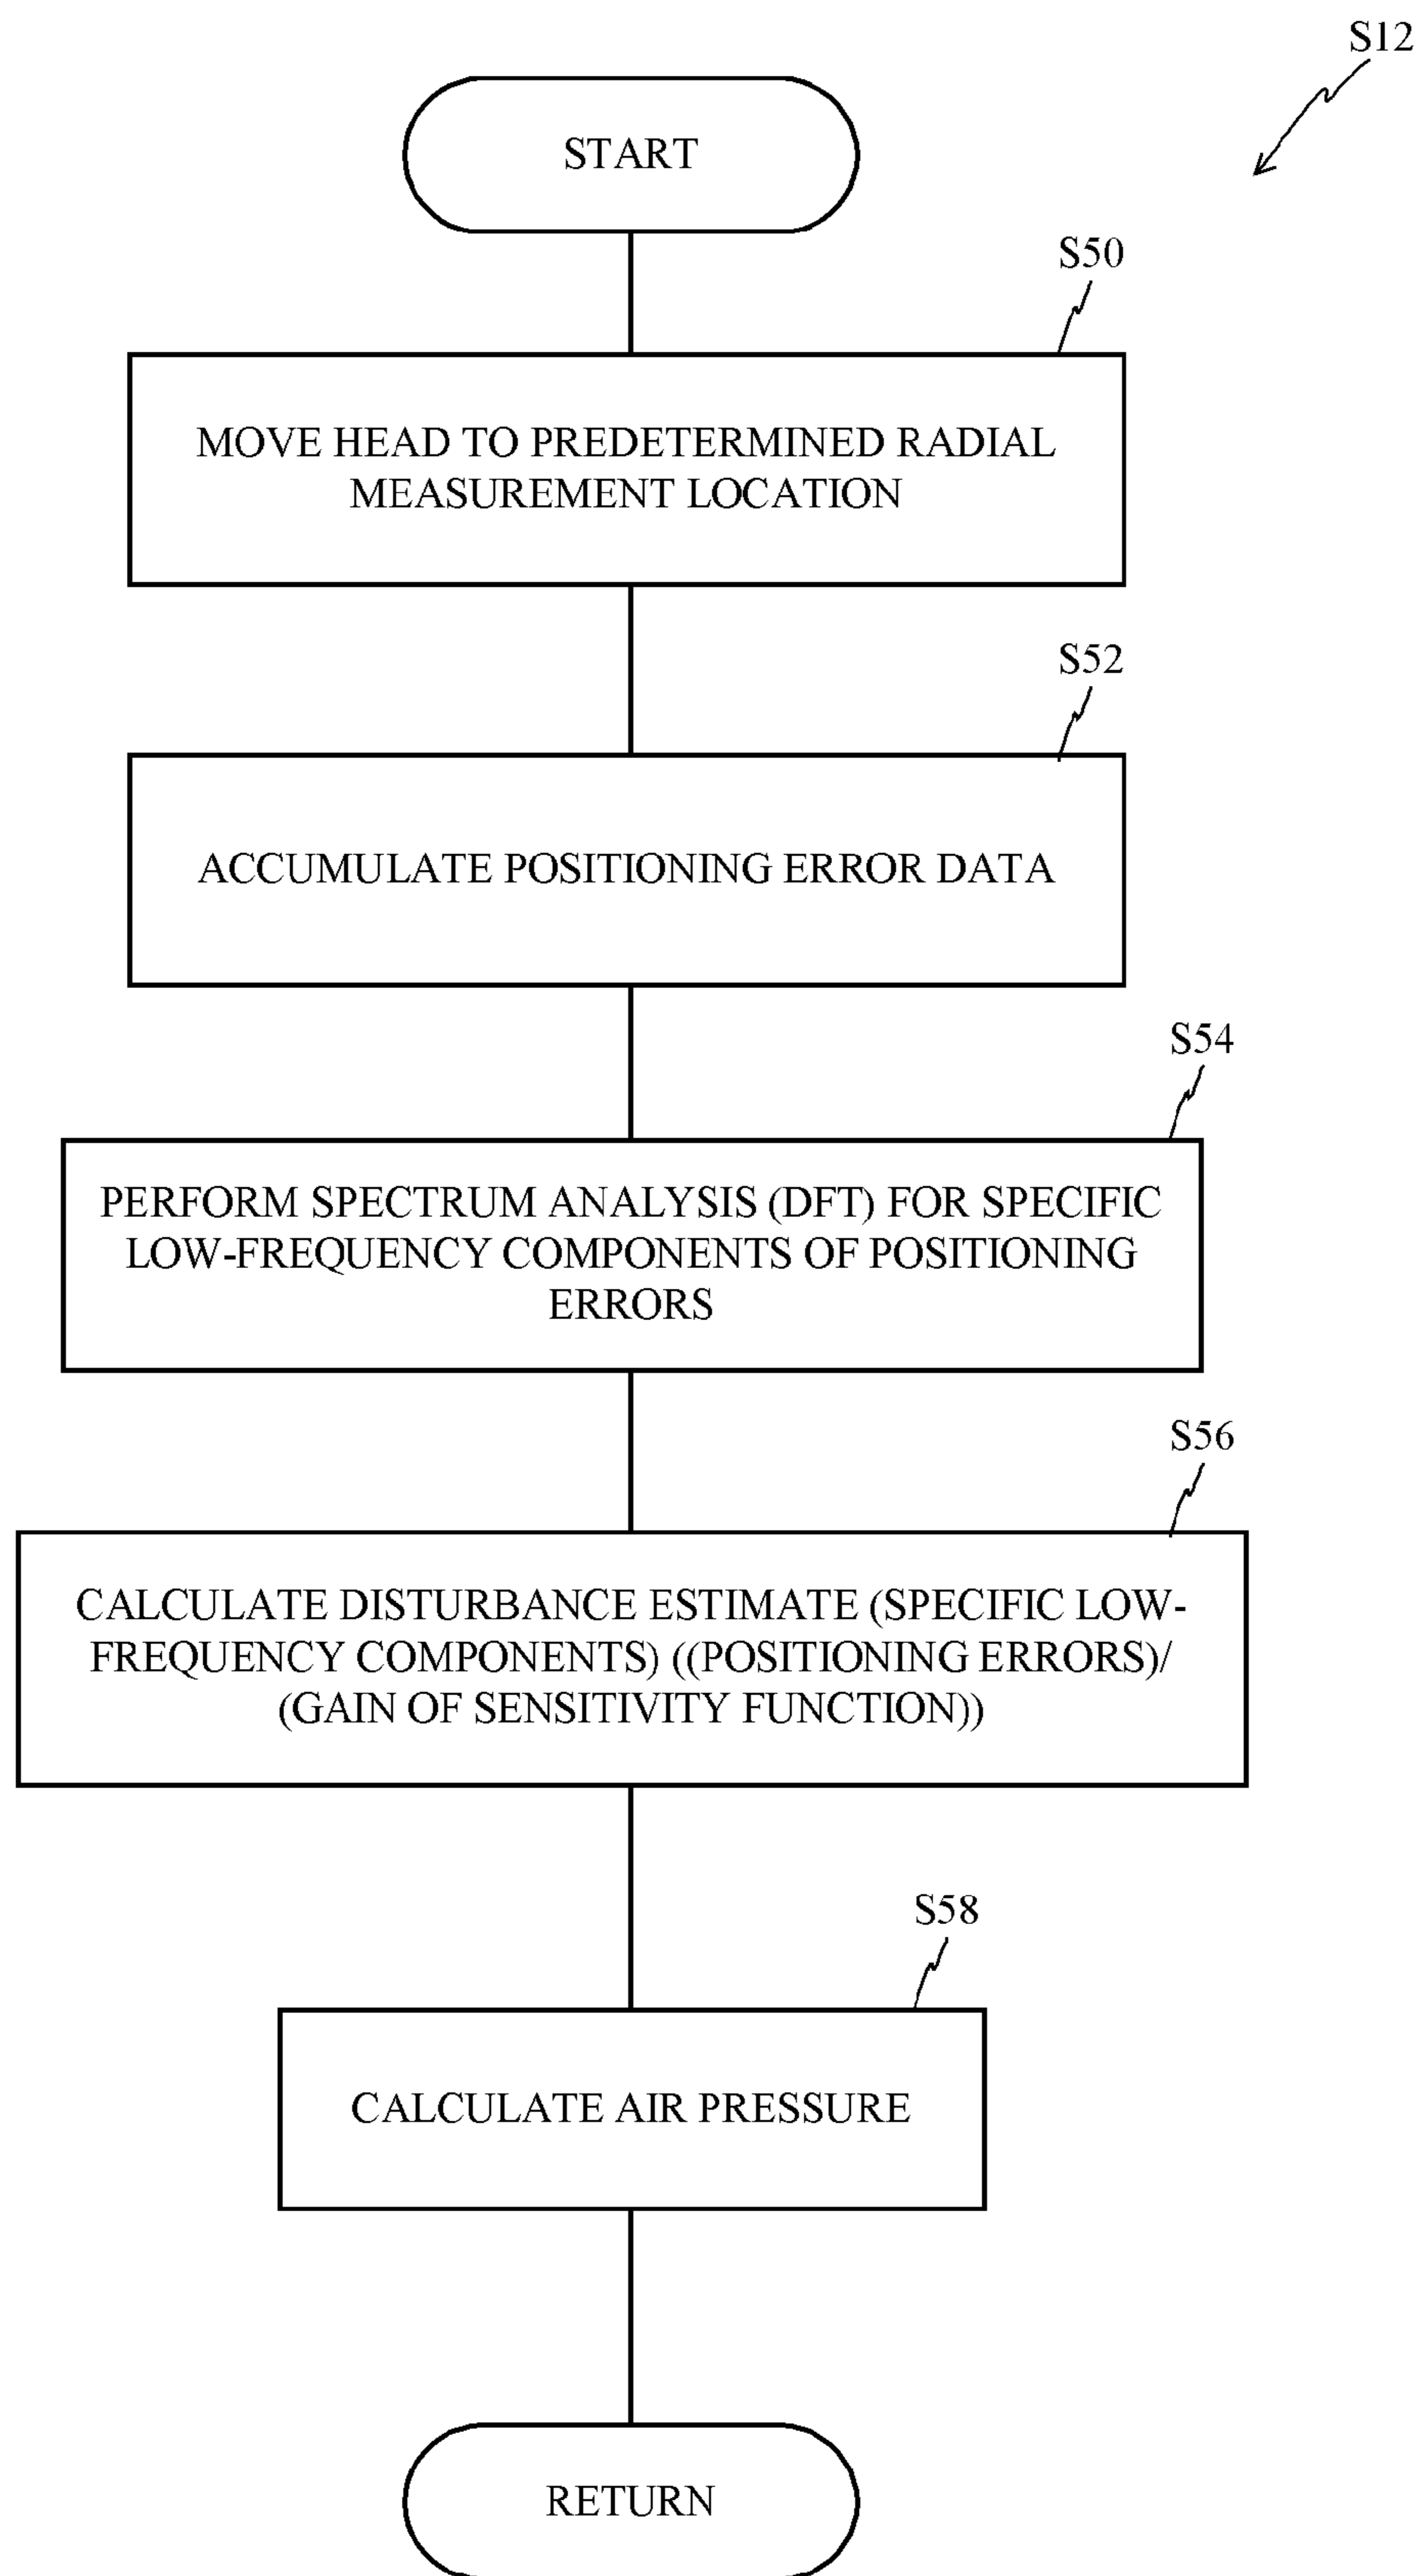 S12
START
S50
MOVE HEAD TO PREDETERMINED RADIAL
MEASUREMENT LOCATION
S52
ACCUMULATE POSITIONING ERROR DATA
S54
PERFORM SPECTRUM ANALYSIS (DFT) FOR SPECIFIC
LOW-FREQUENCY COMPONENTS OF POSITIONING
ERRORS
S56
CALCULATE DISTURBANCE ESTIMATE (SPECIFIC LOW-
FREQUENCY COMPONENTS) ((POSITIONING ERRORS)/
(GAIN OF SENSITIVITY FUNCTION))
S58
CALCULATE AIR PRESSURE
RETURN